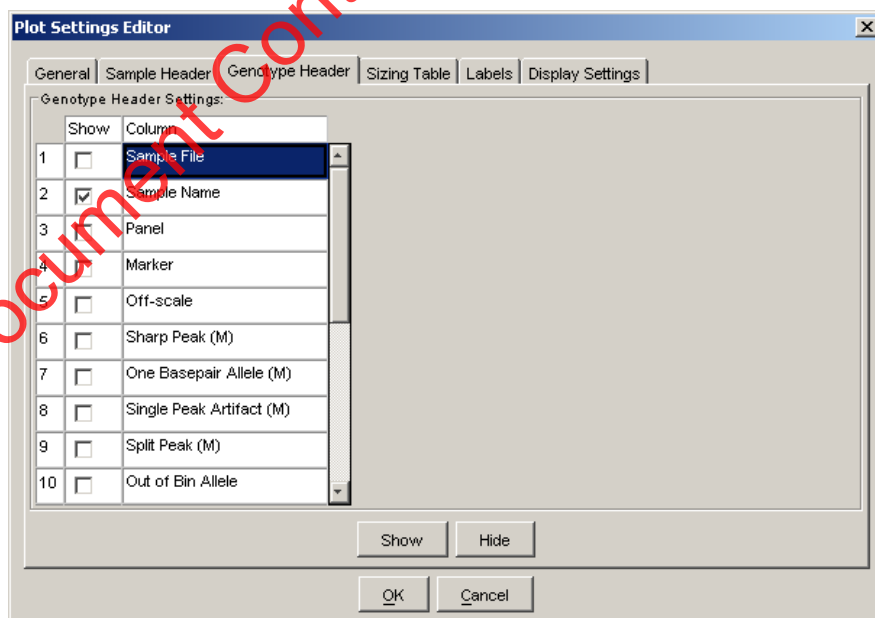 Plot Settings Editor
General Sample Header Genotype Header Sizing Table Labels Display Settings
Genotype Header Settings:
Show Column
1 Sample File
2 Sample Name
3 Panel
4 Marker
5 Off-scale
6 Sharp Peak (M)
7 One Basepair Allele (M)
8 Single Peak Artifact (M)
9 Split Peak (M)
10 Out of Bin Allele
Show Hide
OK Cancel